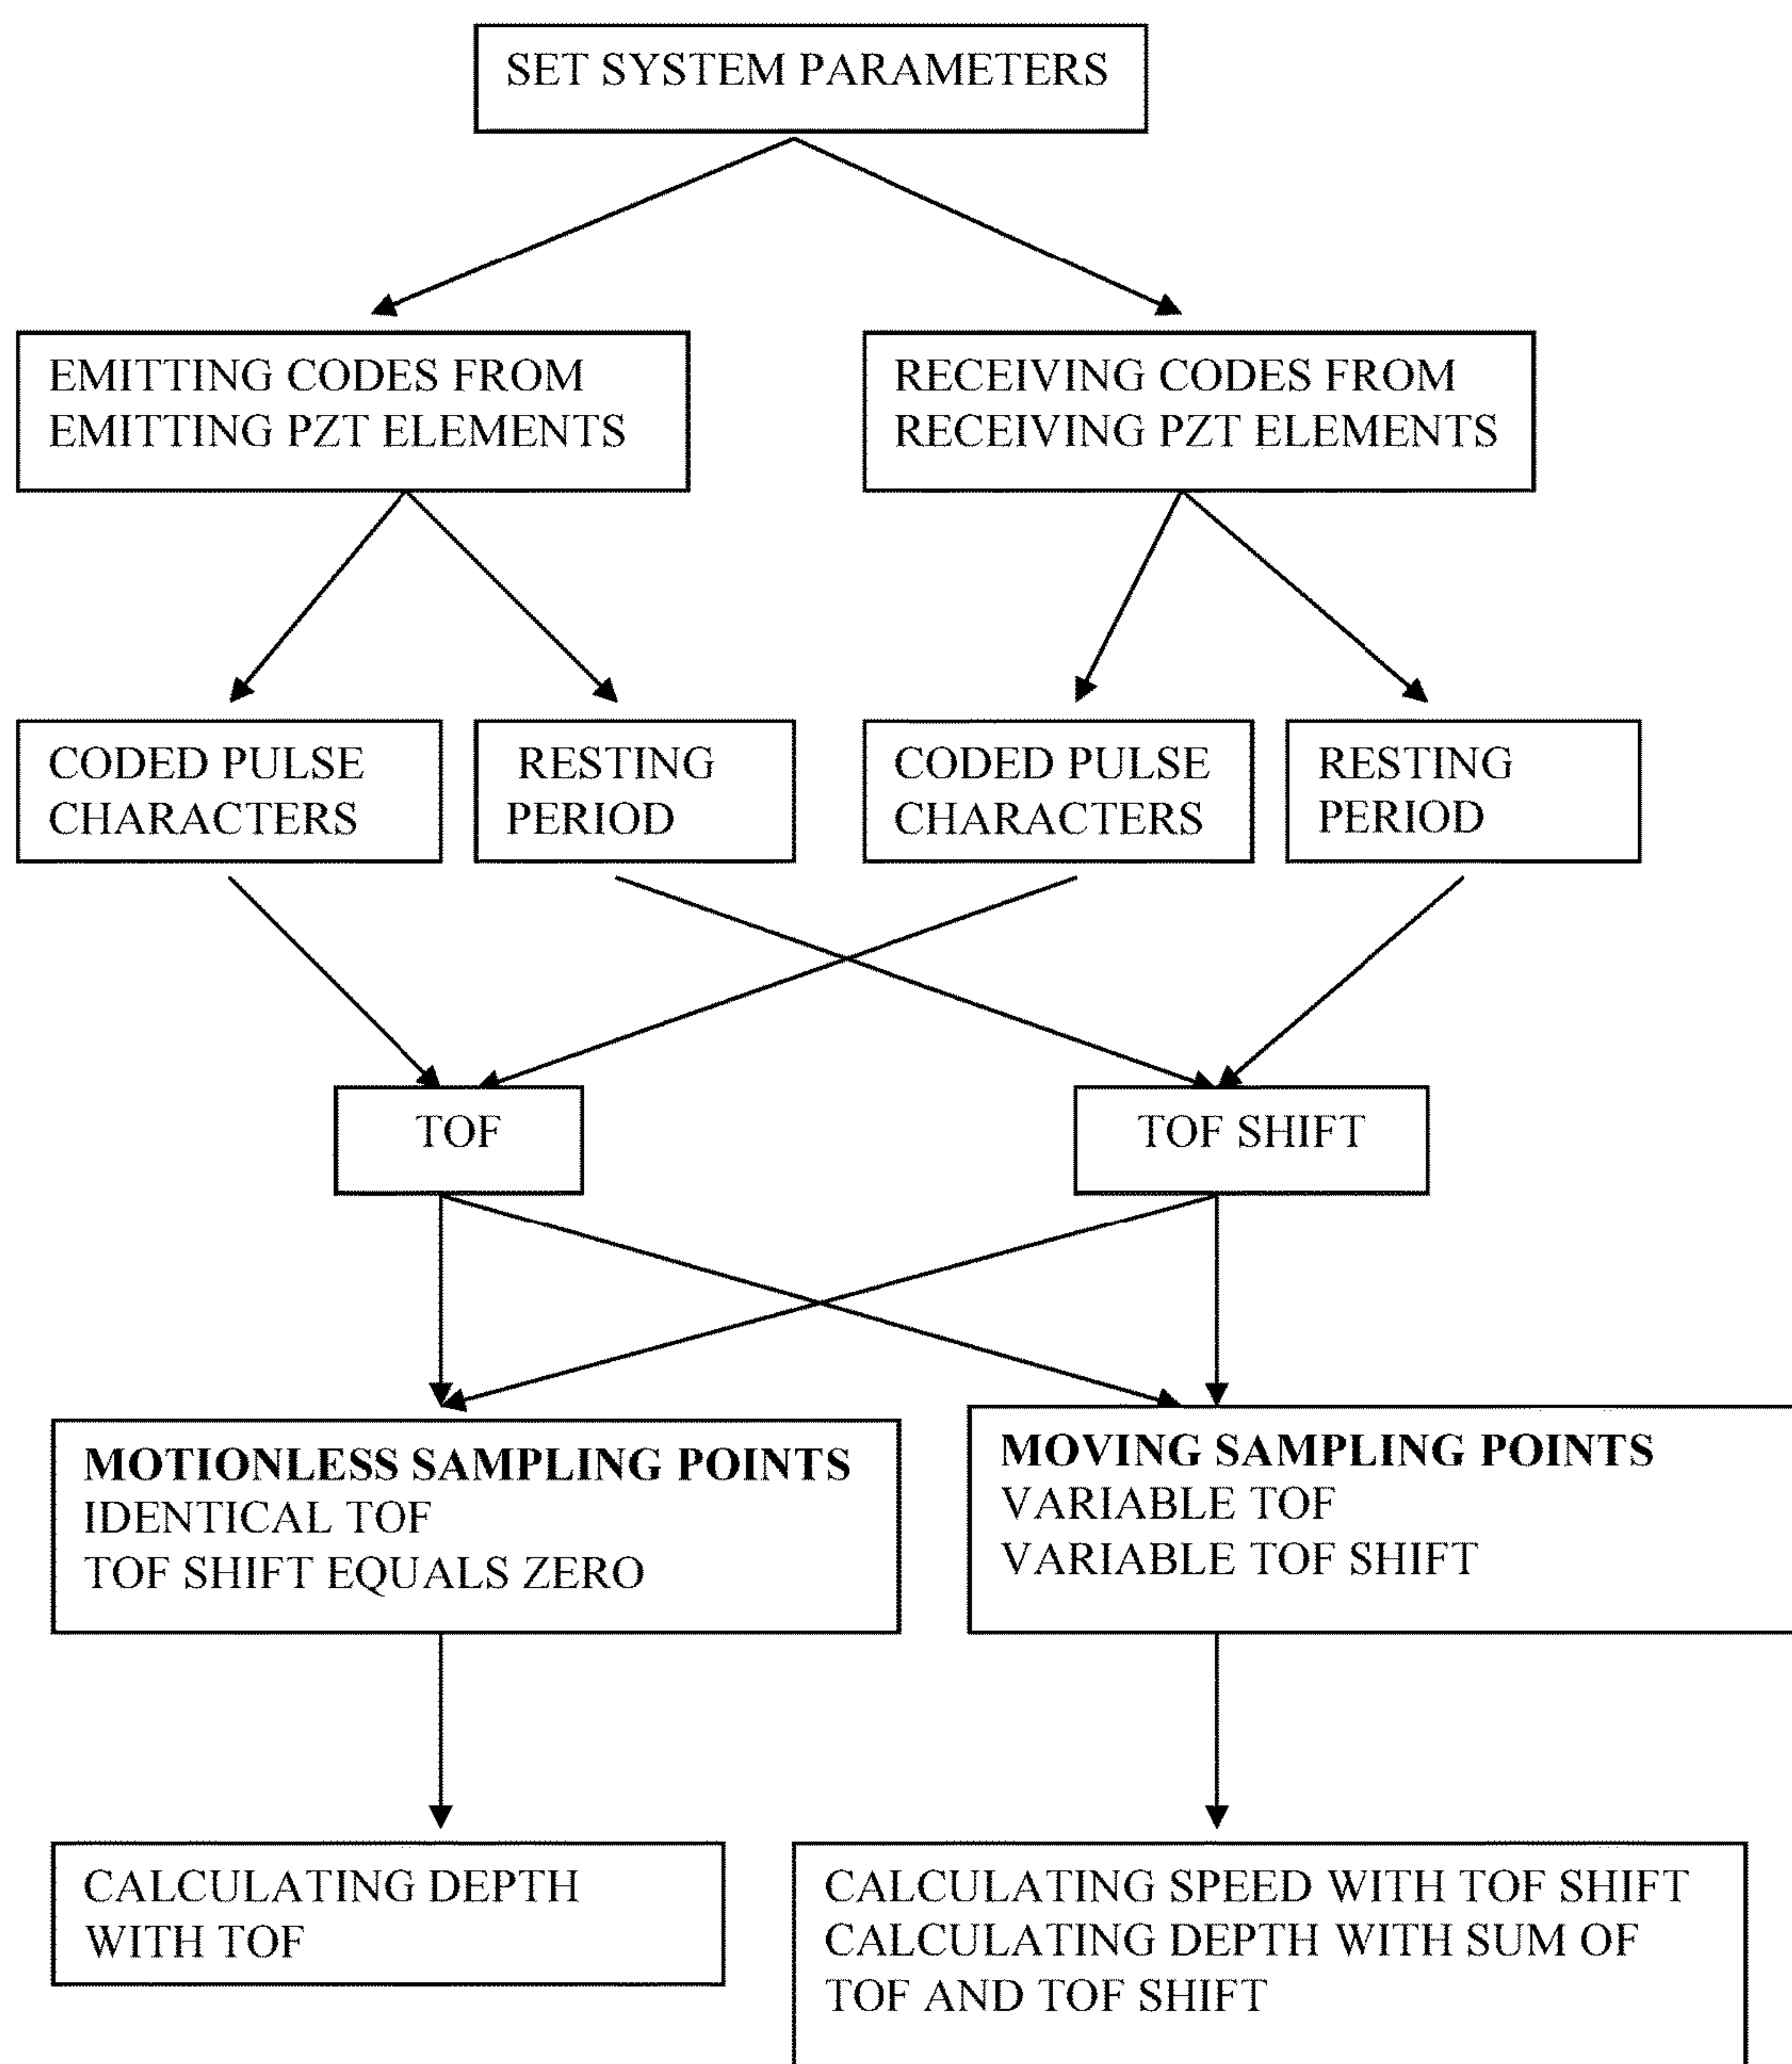 SET SYSTEM PARAMETERS
EMITTING CODES FROM
EMITTING PZT ELEMENTS
RECEIVING CODES FROM
RECEIVING PZT ELEMENTS
CODED PULSE
CHARACTERS
RESTING
PERIOD
CODED PULSE
CHARACTERS
RESTING
PERIOD
TOF
TOF SHIFT
MOTIONLESS SAMPLING POINTS
IDENTICAL TOF
TOF SHIFT EQUALS ZERO
MOVING SAMPLING POINTS
VARIABLE TOF
VARIABLE TOF SHIFT
CALCULATING DEPTH
WITH TOF
CALCULATING SPEED WITH TOF SHIFT
CALCULATING DEPTH WITH SUM OF
TOF AND TOF SHIFT